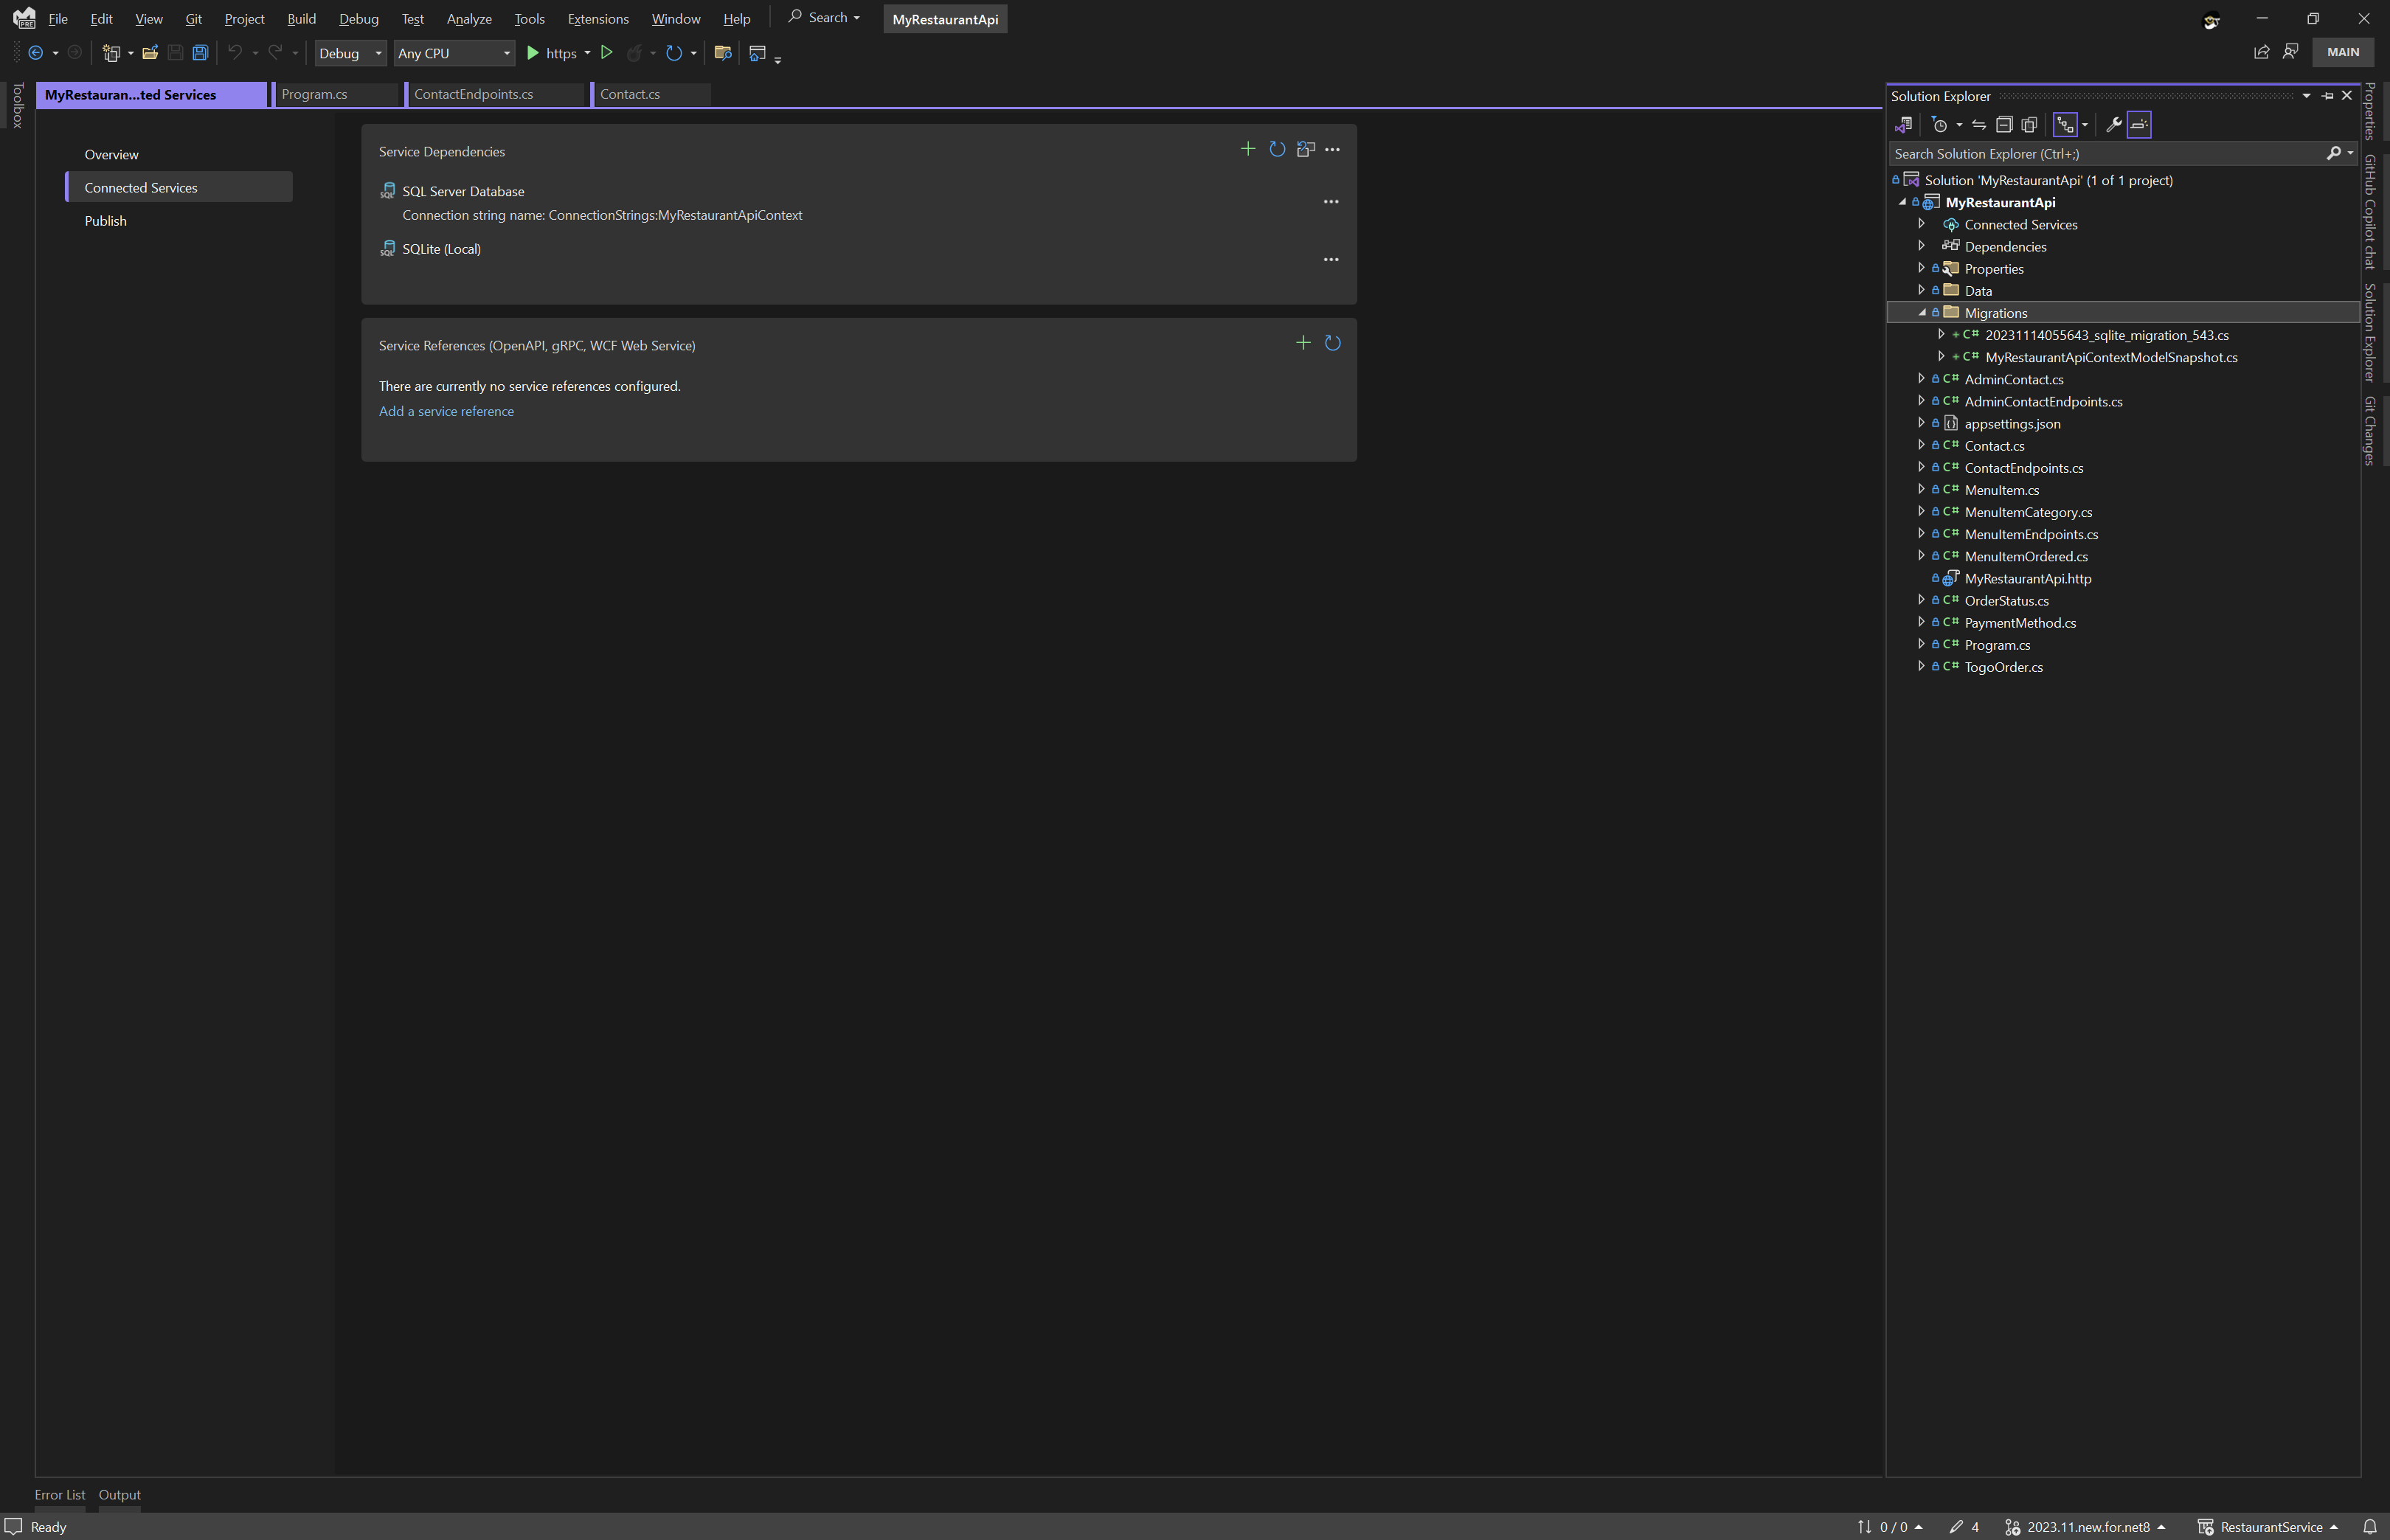 File Edit View Git Project Build Debug Test Analyze Tools Extensions Window Help Search MyRestaurantApi
PRE
Debug Any CPU https MAIN
Toolbox
MyRestauran...ted Services Program.cs ContactEndpoints.cs Contact.cs
Overview
Connected Services
Publish
Service Dependencies
SQL SQL Server Database
Connection string name: ConnectionStrings:MyRestaurantApiContext
SQL SQLite (Local)
Service References (OpenAPI, gRPC, WCF Web Service)
There are currently no service references configured.
Add a service reference
Solution Explorer
Search Solution Explorer (Ctrl+;)
Solution 'MyRestaurantApi' (1 of 1 project)
MyRestaurantApi
Connected Services
Dependencies
Properties
Data
Migrations
+ C# 20231114055643_sqlite_migration_543.cs
+ C# MyRestaurantApiContextModelSnapshot.cs
C# AdminContact.cs
C# AdminContactEndpoints.cs
appsettings.json
C# Contact.cs
C# ContactEndpoints.cs
C# MenuItem.cs
C# MenuItemCategory.cs
C# MenuItemEndpoints.cs
C# MenuItemOrdered.cs
MyRestaurantApi.http
C# OrderStatus.cs
C# PaymentMethod.cs
C# Program.cs
C# TogoOrder.cs
Properties
GitHub Copilot chat
Solution Explorer
Git Changes
Error List Output
Ready 0 / 0 4 2023.11.new.for.net8 RestaurantService